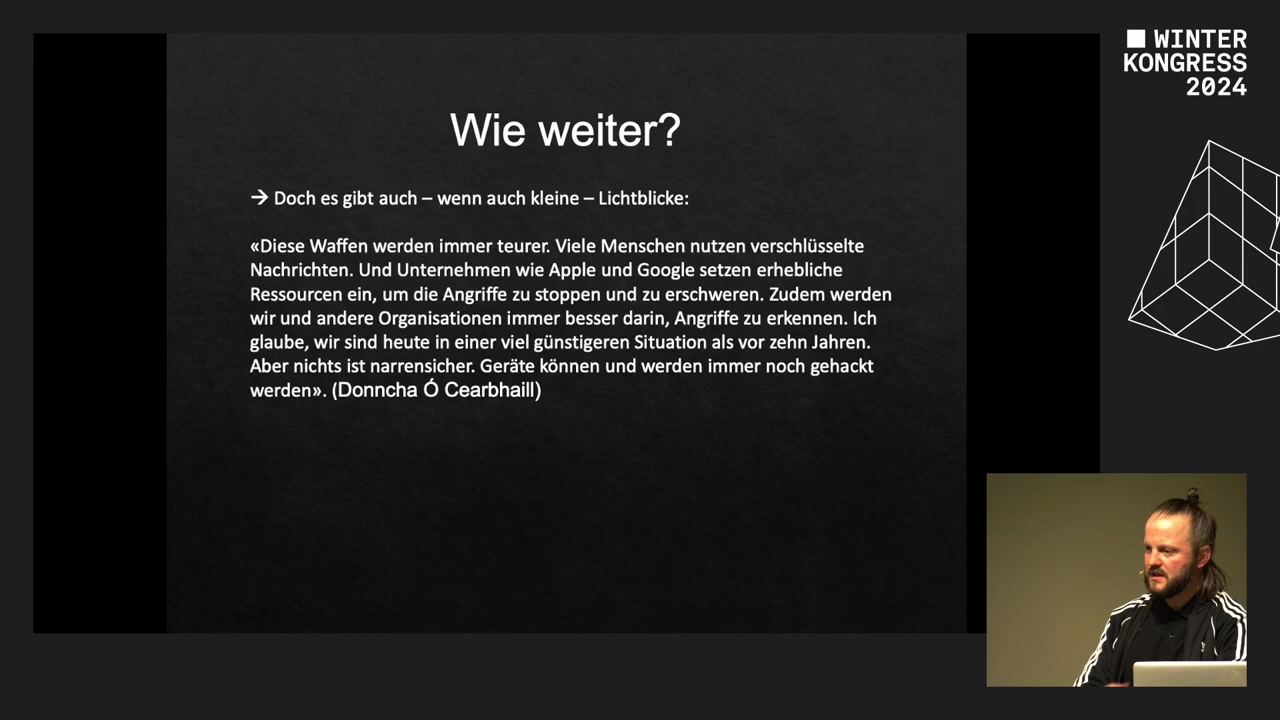 WINTER
KONGRESS
2024
Wie weiter?
→ Doch es gibt auch – wenn auch kleine – Lichtblicke:
«Diese Waffen werden immer teurer. Viele Menschen nutzen verschlüsselte
Nachrichten. Und Unternehmen wie Apple und Google setzen erhebliche
Ressourcen ein, um die Angriffe zu stoppen und zu erschweren. Zudem werden
wir und andere Organisationen immer besser darin, Angriffe zu erkennen. Ich
glaube, wir sind heute in einer viel günstigeren Situation als vor zehn Jahren.
Aber nichts ist narrensicher. Geräte können und werden immer noch gehackt
werden». (Donncha Ó Cearbhaill)